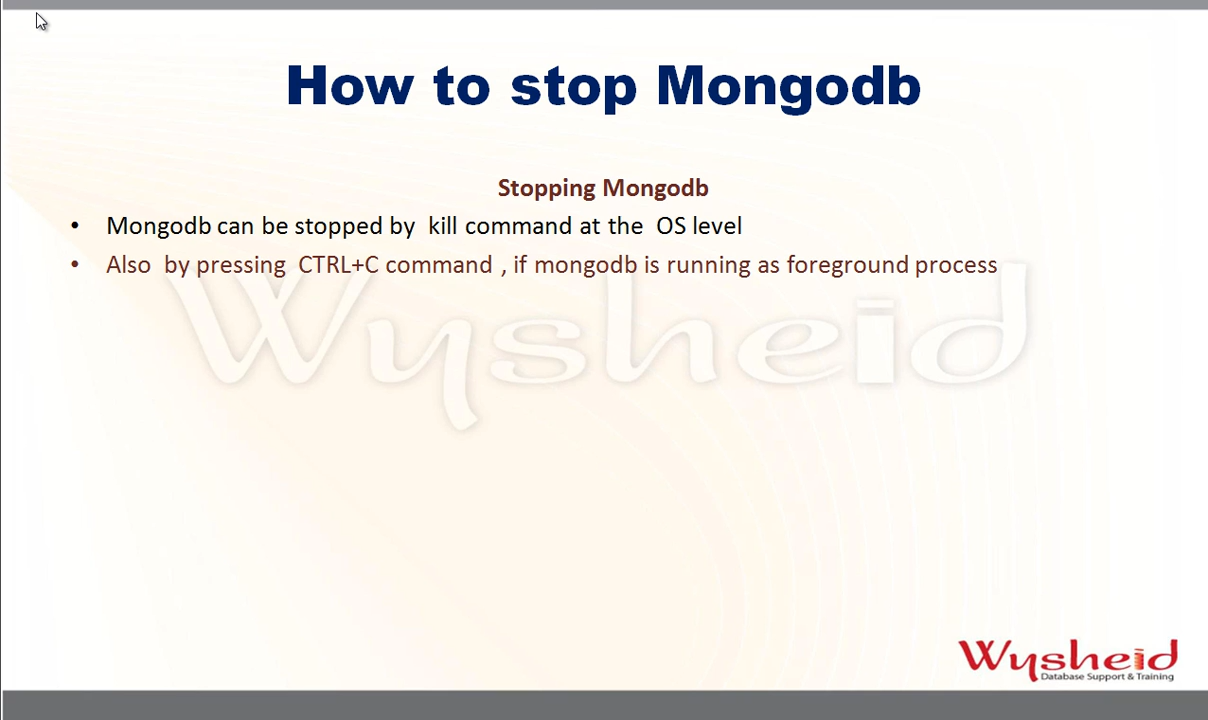 How to stop Mongodb
Stopping Mongodb
• Mongodb can be stopped by kill command at the OS level
• Also by pressing CTRL+C command , if mongodb is running as foreground process
Wysheid
Wysheid
Database Support & Training